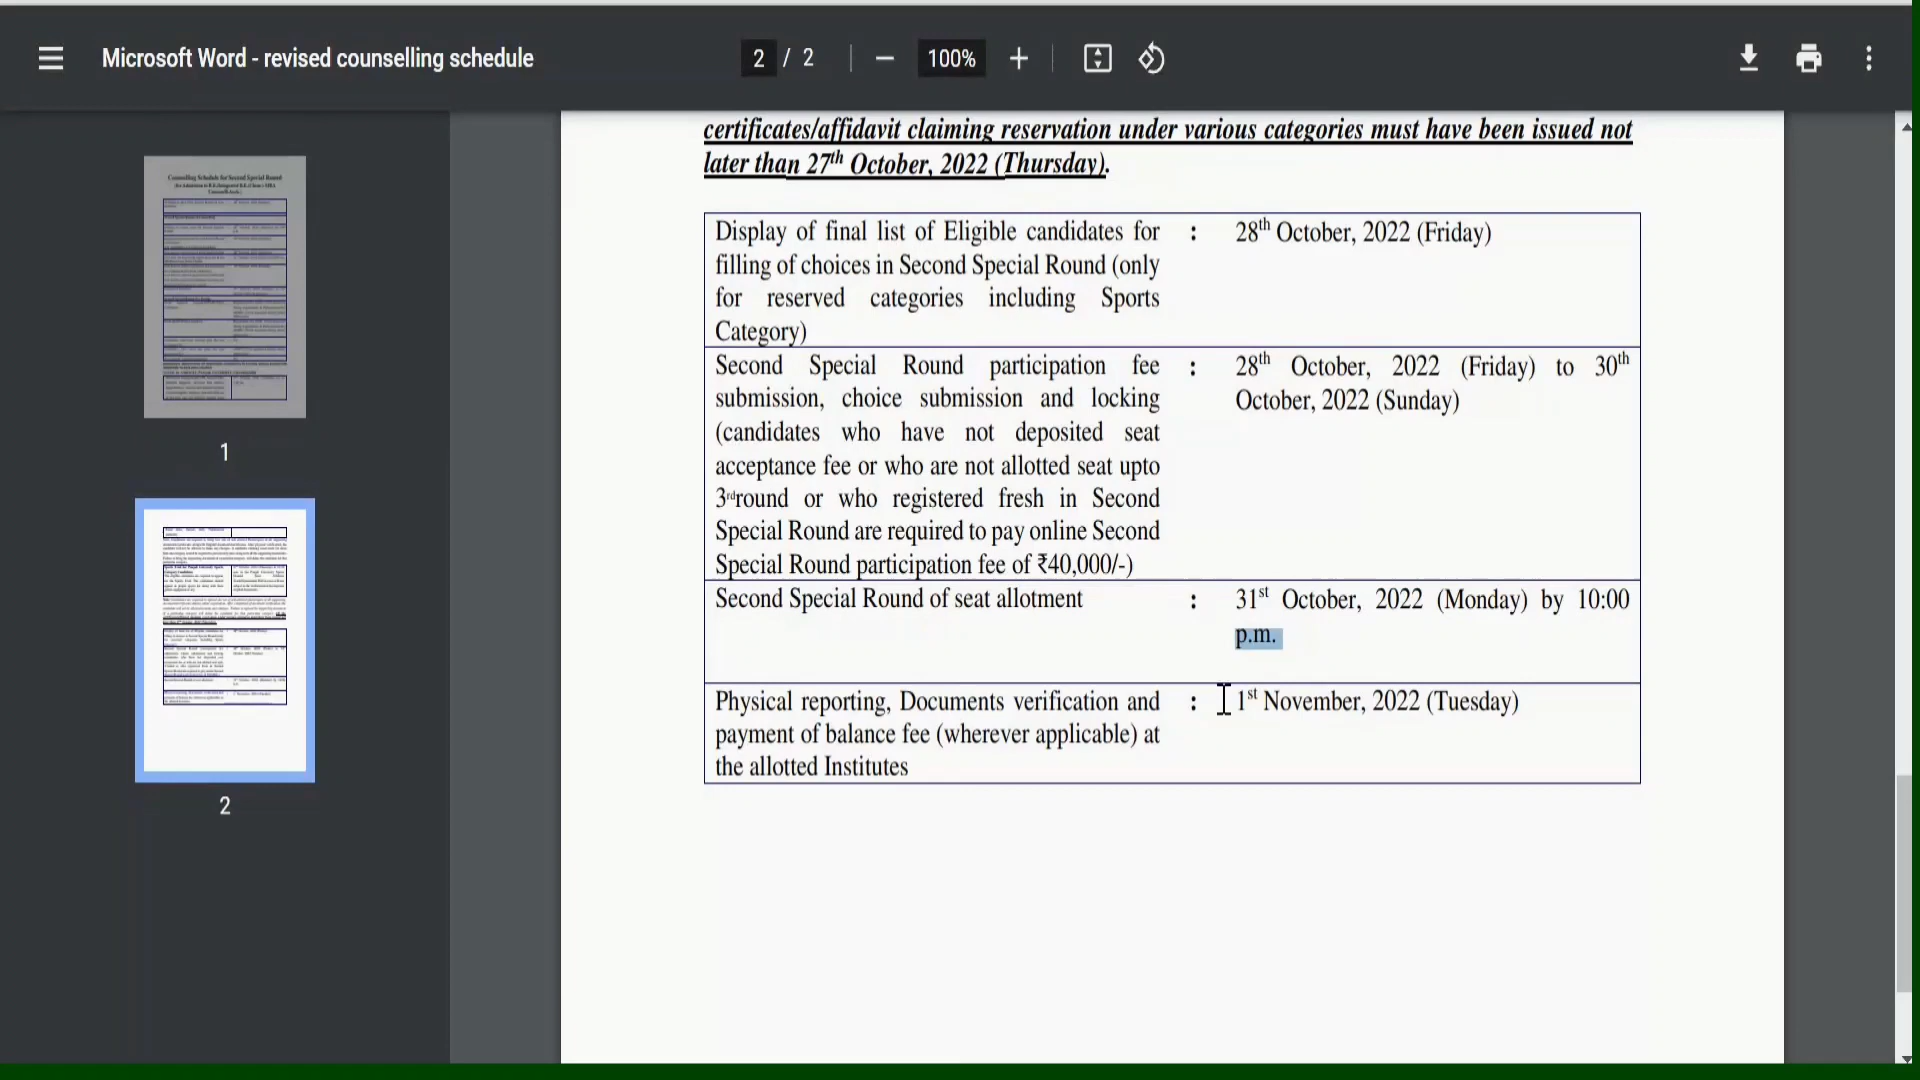 Microsoft Word - revised counselling schedule
2 / 2
100%
Counselling Schedule for Second Special Round
1
2
certificates/affidavit claiming reservation under various categories must have been issued not
later than 27th October, 2022 (Thursday).
Display of final list of Eligible candidates for : 28th October, 2022 (Friday)
filling of choices in Second Special Round (only
for reserved categories including Sports
Category)
Second Special Round participation fee : 28th October, 2022 (Friday) to 30th
submission, choice submission and locking October, 2022 (Sunday)
(candidates who have not deposited seat
acceptance fee or who are not allotted seat upto
3rdround or who registered fresh in Second
Special Round are required to pay online Second
Special Round participation fee of ₹40,000/-)
Second Special Round of seat allotment : 31st October, 2022 (Monday) by 10:00
p.m.
Physical reporting, Documents verification and : 1st November, 2022 (Tuesday)
payment of balance fee (wherever applicable) at
the allotted Institutes